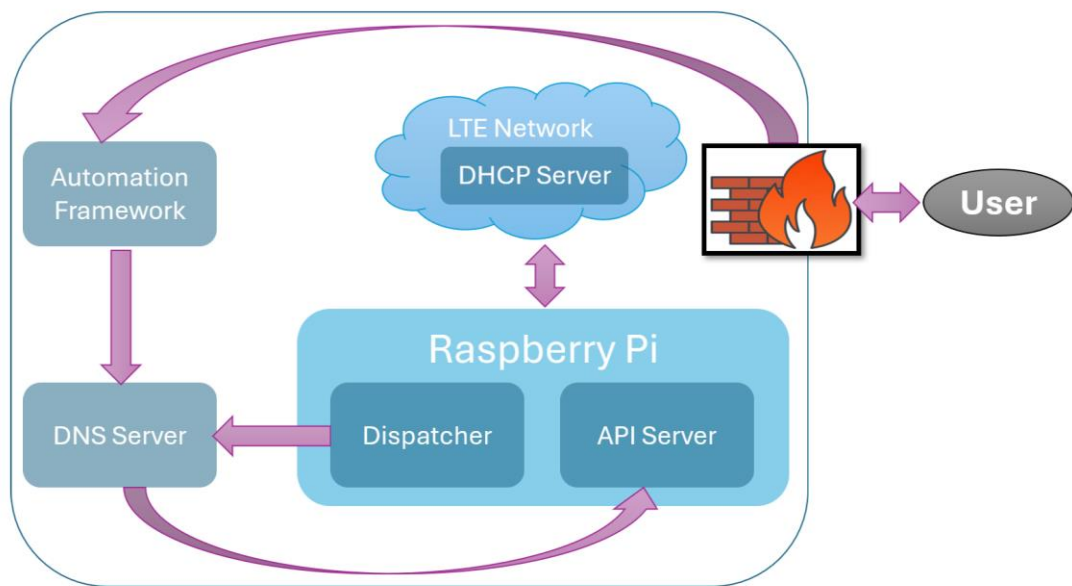 LTE Network
DHCP Server
Automation
Framework
User
Raspberry Pi
DNS Server
Dispatcher
API Server